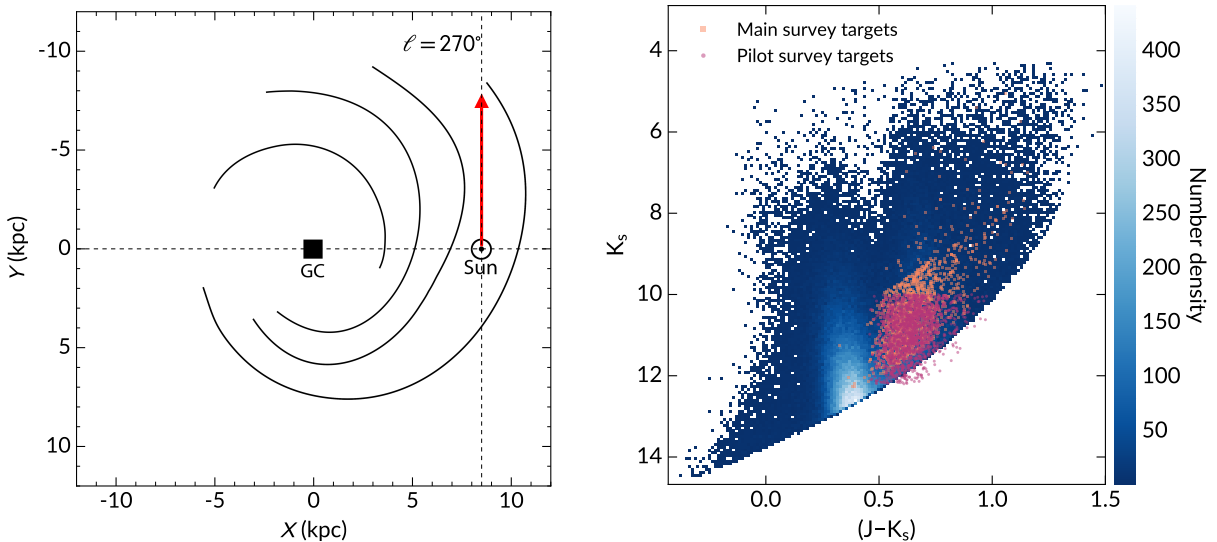 ℓ = 270°
-10
-5
0
5
10
Y (kpc)
GC
Sun
-10
-5
0
5
10
X (kpc)
Main survey targets
Pilot survey targets
4
6
8
10
12
14
Kₛ
0.0
0.5
1.0
1.5
(J−Kₛ)
400
350
300
250
200
150
100
50
Number density